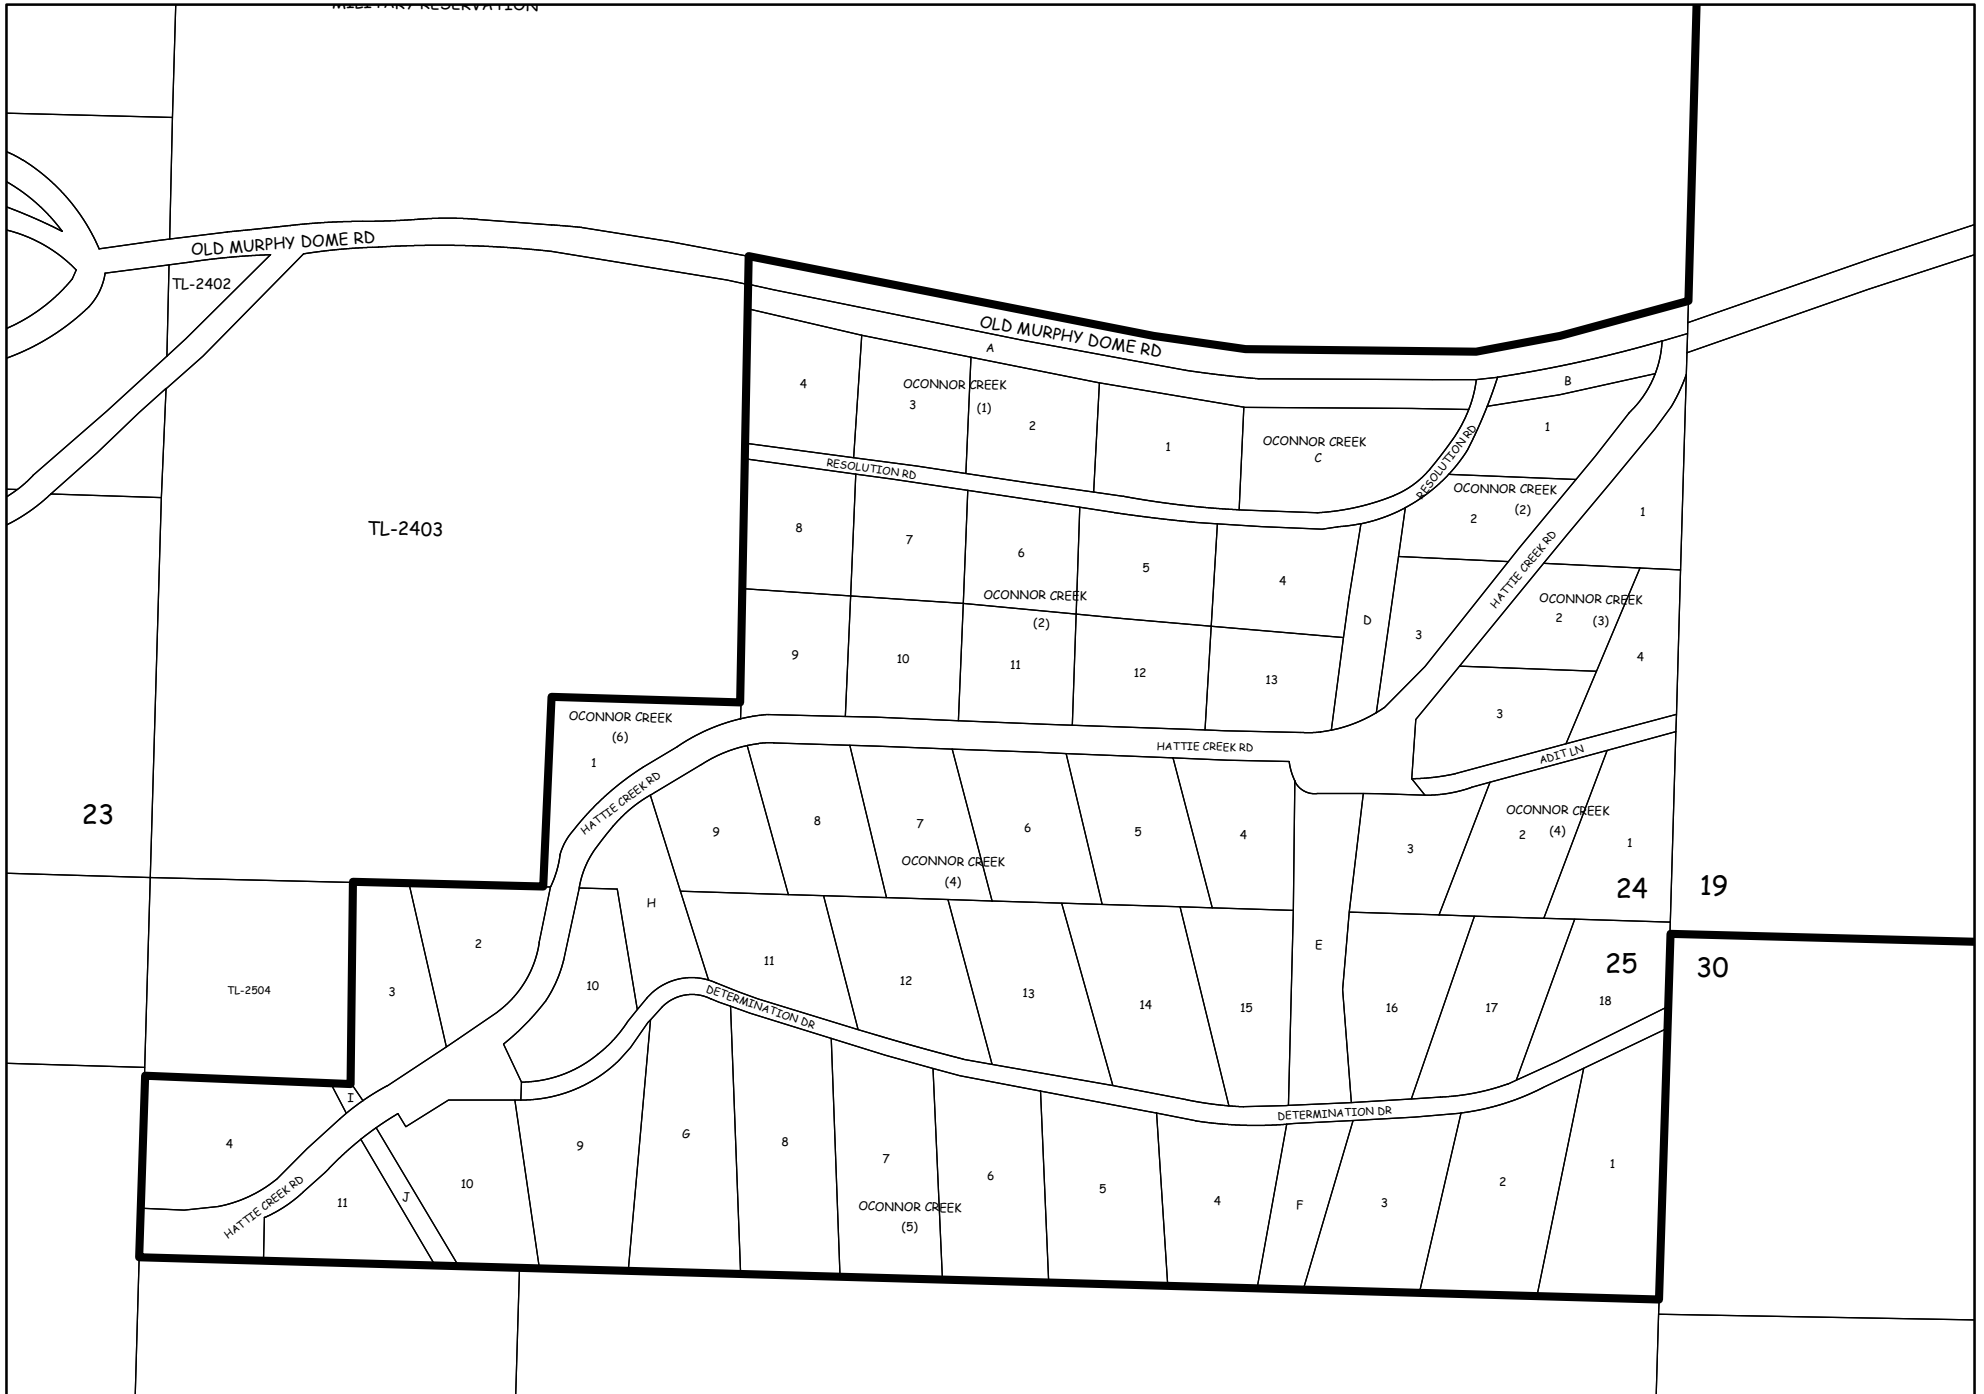 MILITARY RESERVATION
OLD MURPHY DOME RD
TL-2402
OLD MURPHY DOME RD
A
B
4
OCONNOR CREEK
3
(1)
2
1
OCONNOR CREEK
C
RESOLUTION RD
1
RESOLUTION RD
OCONNOR CREEK
(2)
2
1
TL-2403
8
7
6
5
4
OCONNOR CREEK
(2)
HATTIE CREEK RD
OCONNOR CREEK
2
(3)
D
3
4
9
10
11
12
13
OCONNOR CREEK
(6)
1
3
HATTIE CREEK RD
ADIT LN
HATTIE CREEK RD
23
9
8
7
6
5
4
OCONNOR CREEK
(4)
OCONNOR CREEK
2
(4)
3
1
24
19
H
E
2
25
30
TL-2504
3
10
11
12
13
14
15
16
17
18
DETERMINATION DR
I
DETERMINATION DR
4
9
G
8
7
6
5
4
F
3
2
1
10
J
11
HATTIE CREEK RD
OCONNOR CREEK
(5)